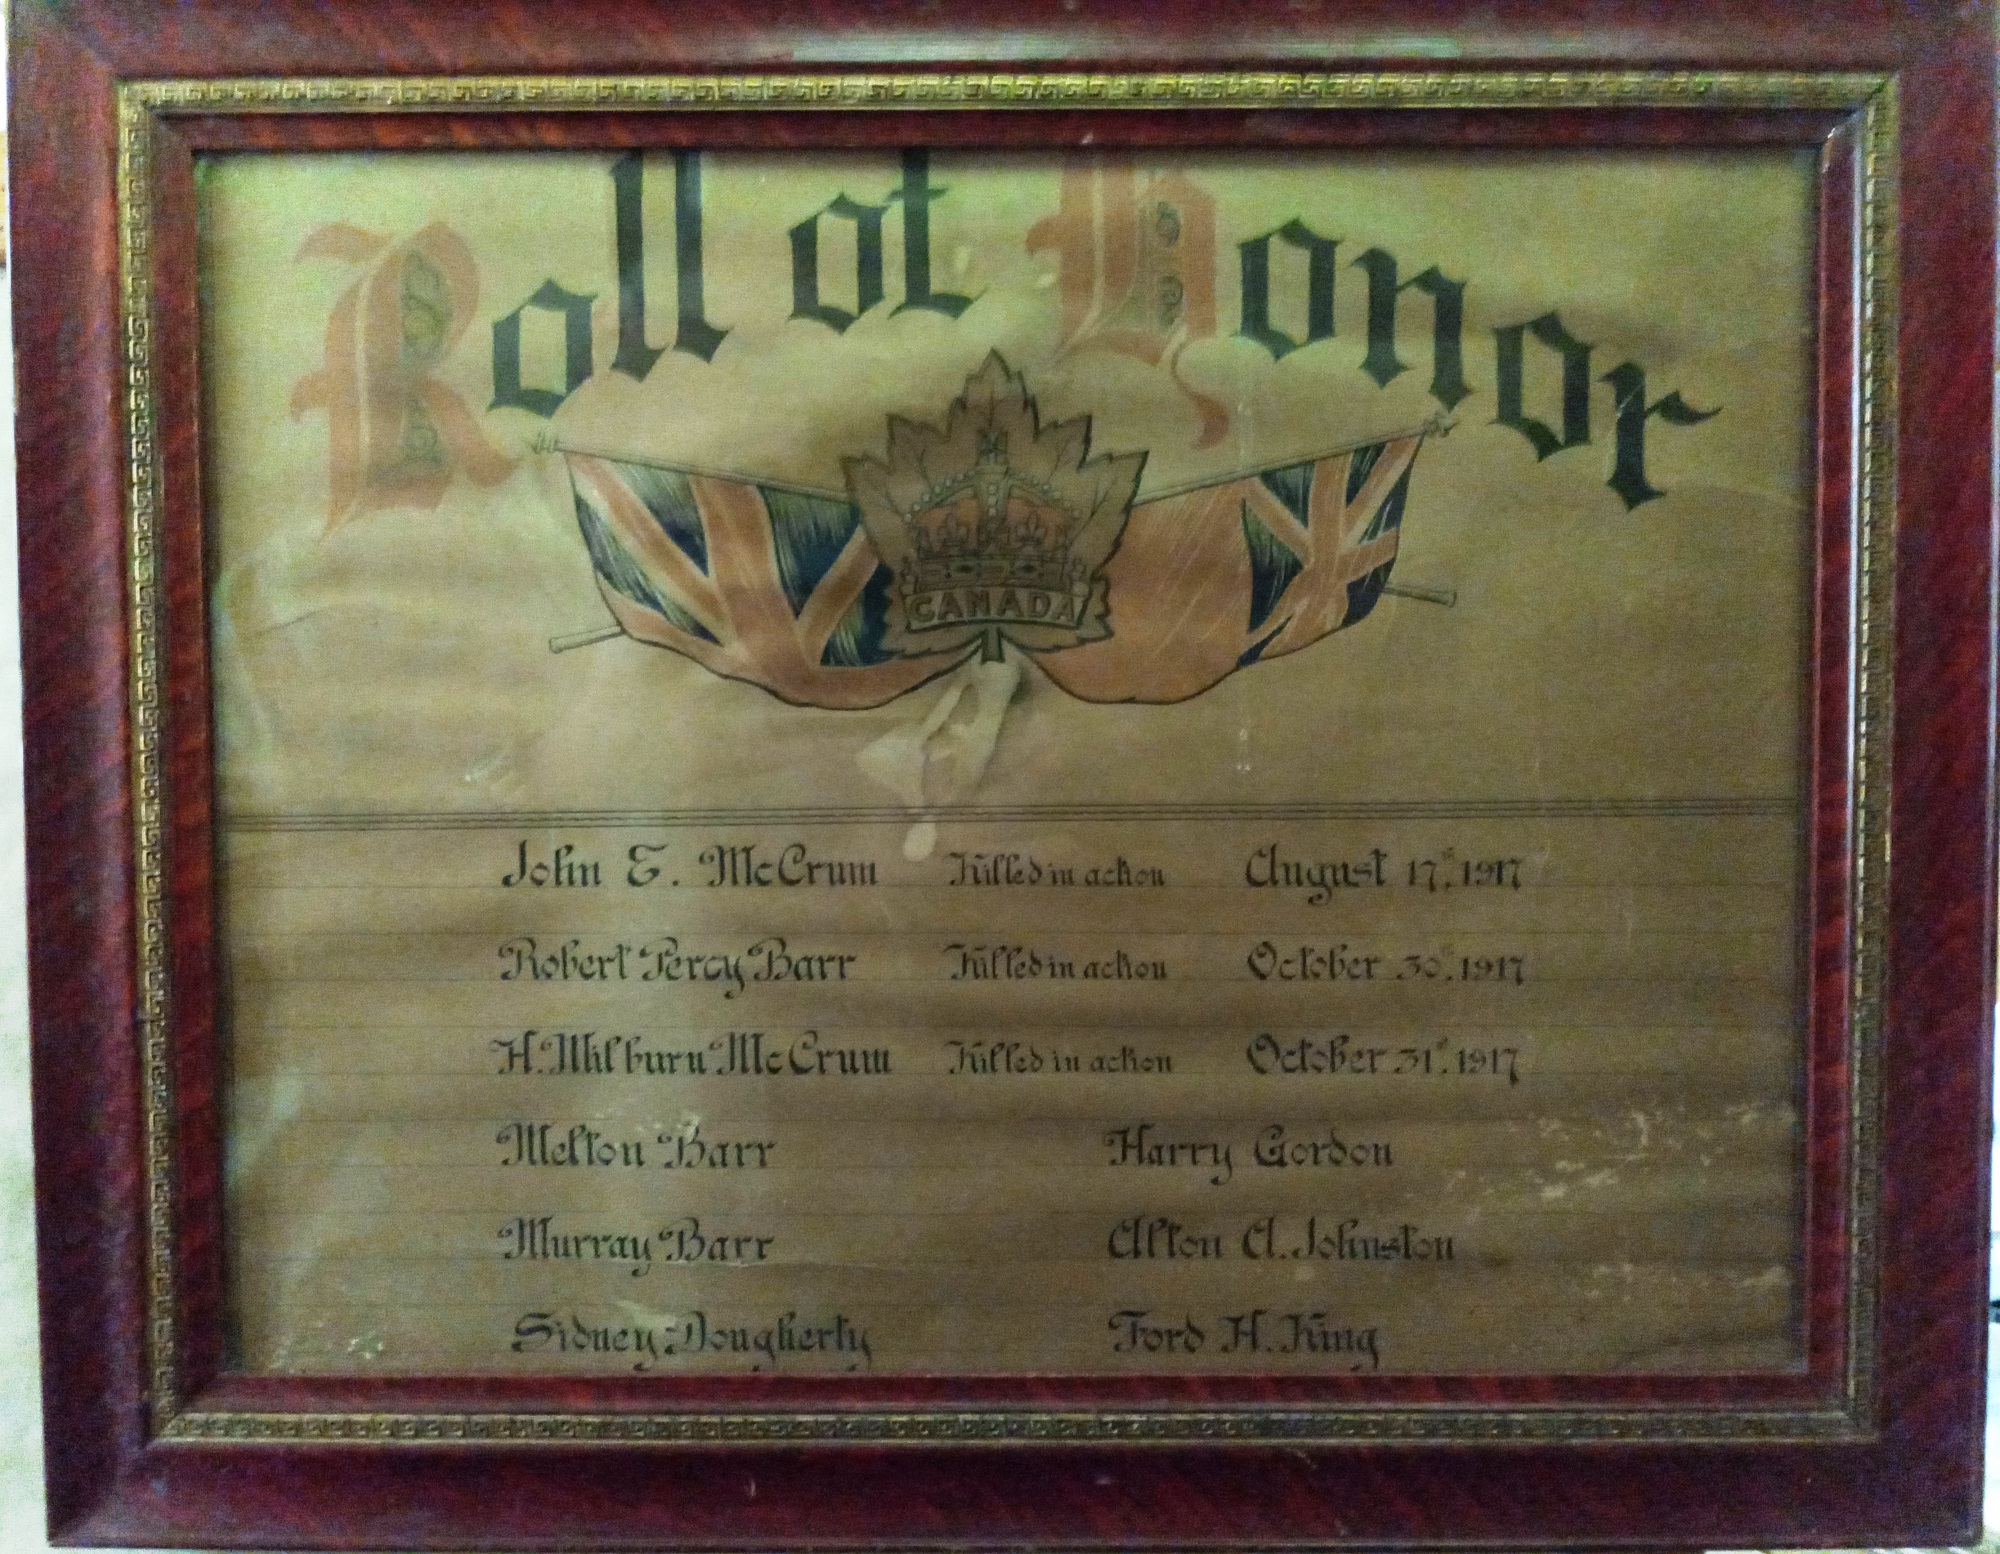 Roll of Honor
CANADA
John E. McCrum Killed in action August 17th, 1917
Robert Percy Barr Killed in action October 30th, 1917
H. Milburn McCrum Killed in action October 31st, 1917
Melton Barr Harry Gordon
Murray Barr Alton A. Johnston
Sidney Dougherty Ford H. King